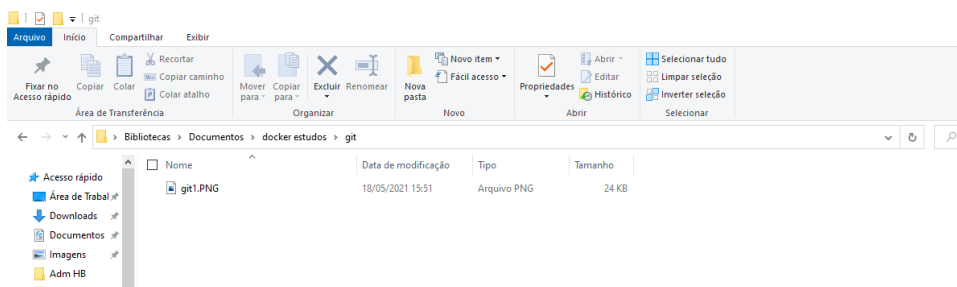 git
Arquivo Início Compartilhar Exibir
Fixar no Acesso rápido
Copiar
Colar
Recortar
Copiar caminho
Colar atalho
Área de Transferência
Mover para
Copiar para
Excluir
Renomear
Organizar
Nova pasta
Novo item
Fácil acesso
Novo
Propriedades
Abrir
Editar
Histórico
Abrir
Selecionar tudo
Limpar seleção
Inverter seleção
Selecionar
Bibliotecas > Documentos > docker estudos > git
Nome Data de modificação Tipo Tamanho
git1.PNG 18/05/2021 15:51 Arquivo PNG 24 KB
Acesso rápido
Área de Trabal
Downloads
Documentos
Imagens
Adm HB